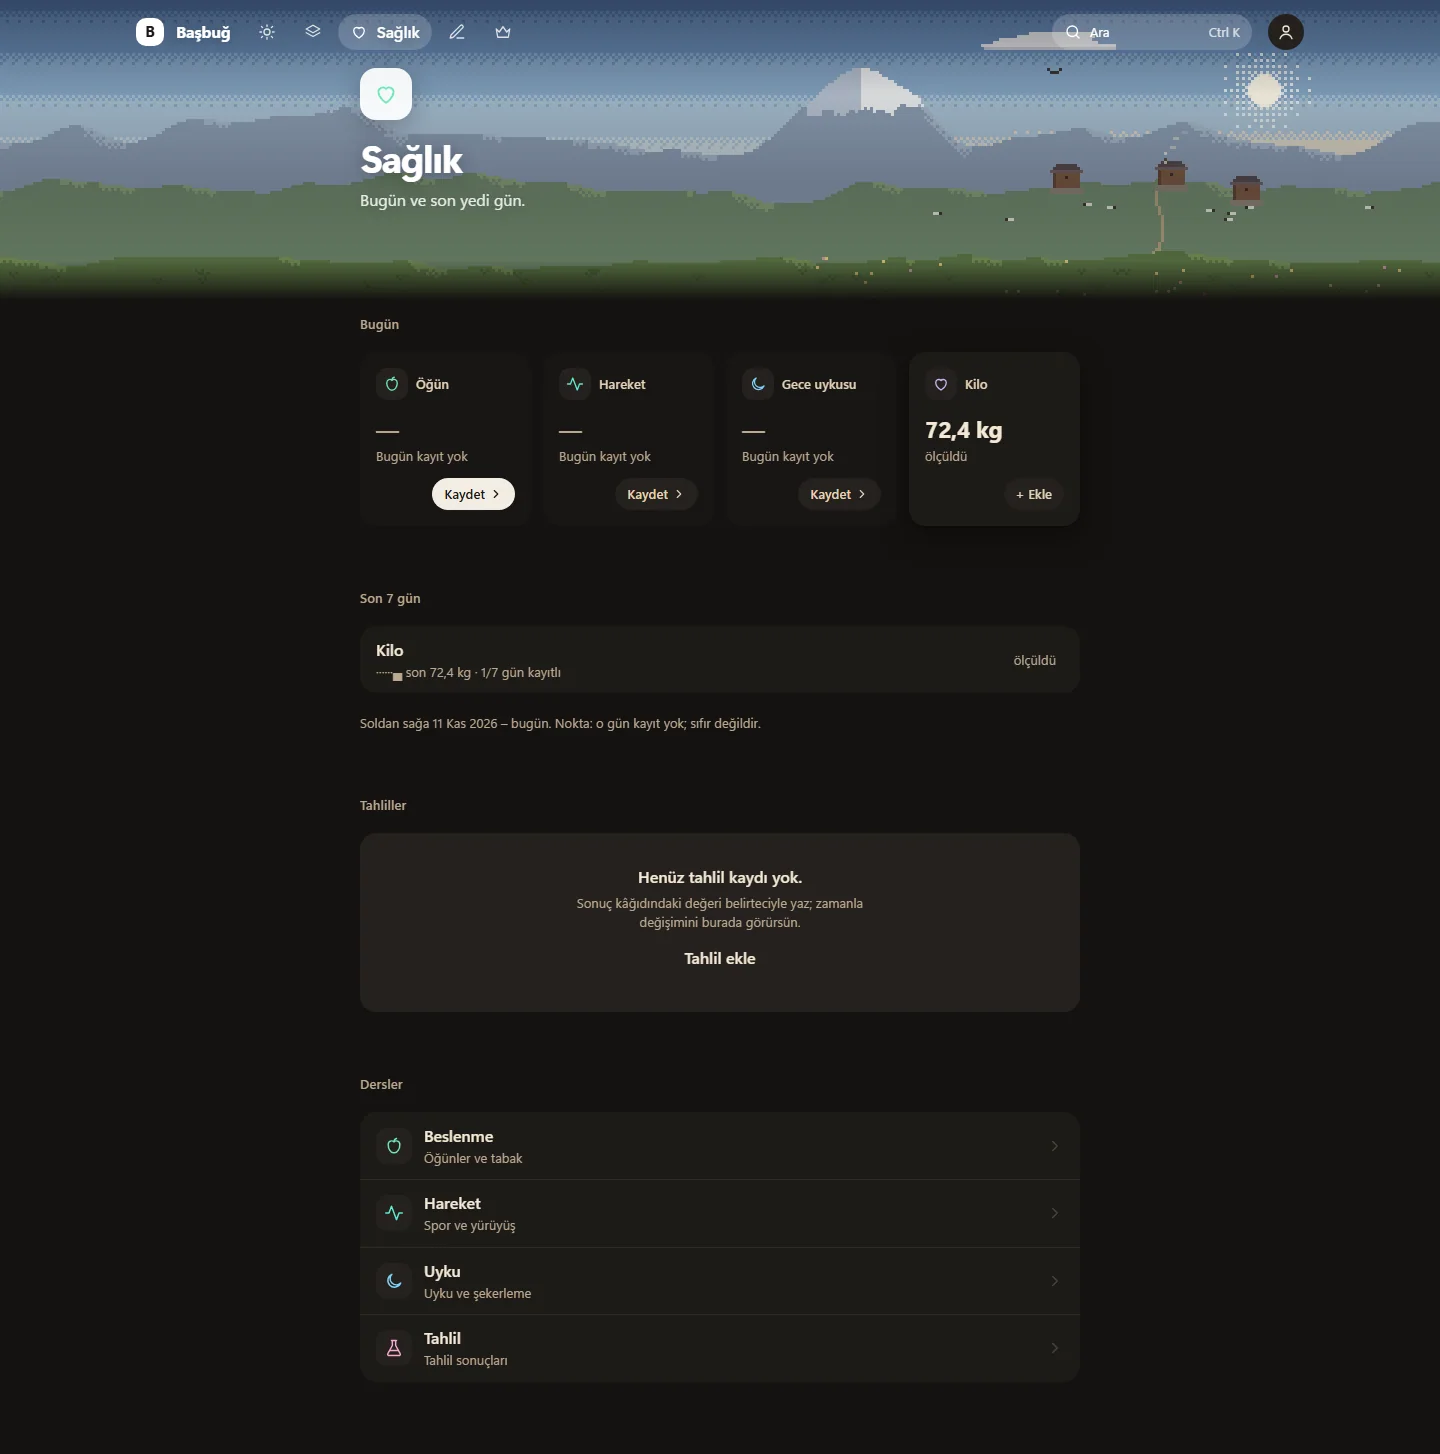 B
Başbuğ
Sağlık
Ara
Ctrl K
Sağlık
Bugün ve son yedi gün.
Bugün
Öğün
—
Bugün kayıt yok
Kaydet
Hareket
—
Bugün kayıt yok
Kaydet
Gece uykusu
—
Bugün kayıt yok
Kaydet
Kilo
72,4 kg
ölçüldü
+ Ekle
Son 7 gün
Kilo
······▄ son 72,4 kg · 1/7 gün kayıtlı
ölçüldü
Soldan sağa 11 Kas 2026 – bugün. Nokta: o gün kayıt yok; sıfır değildir.
Tahliller
Henüz tahlil kaydı yok.
Sonuç kâğıdındaki değeri belirteciyle yaz; zamanla
değişimini burada görürsün.
Tahlil ekle
Dersler
Beslenme
Öğünler ve tabak
Hareket
Spor ve yürüyüş
Uyku
Uyku ve şekerleme
Tahlil
Tahlil sonuçları